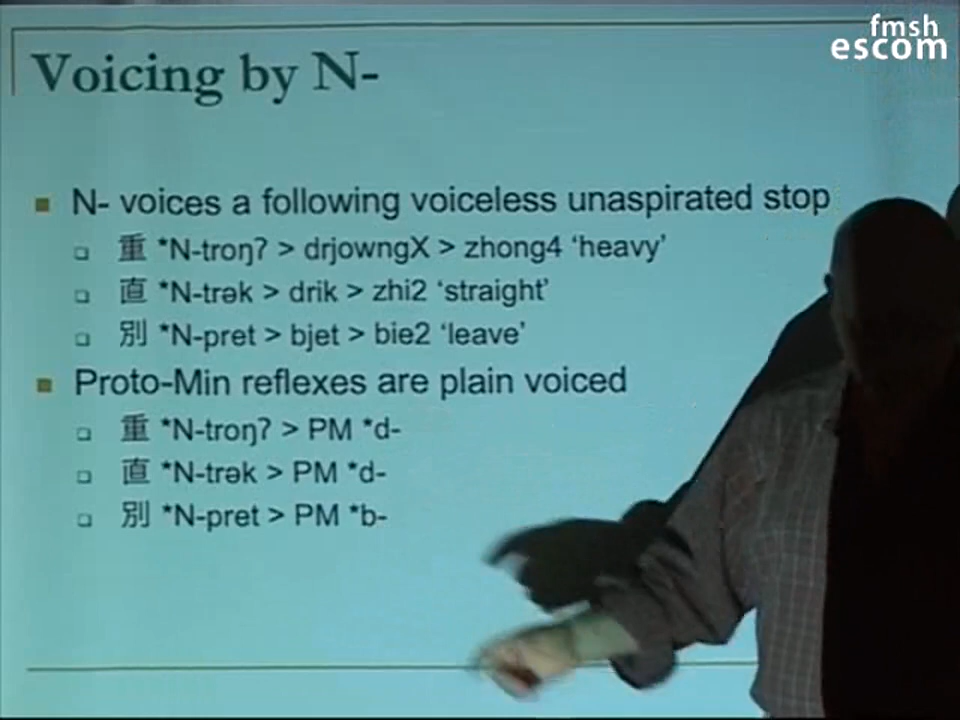 fmsh
escom
Voicing by N-
N- voices a following voiceless unaspirated stop
重 *N-troŋʔ > drjowngX > zhong4 ‘heavy’
直 *N-trək > drik > zhi2 ‘straight’
別 *N-pret > bjet > bie2 ‘leave’
Proto-Min reflexes are plain voiced
重 *N-troŋʔ > PM *d-
直 *N-trək > PM *d-
別 *N-pret > PM *b-